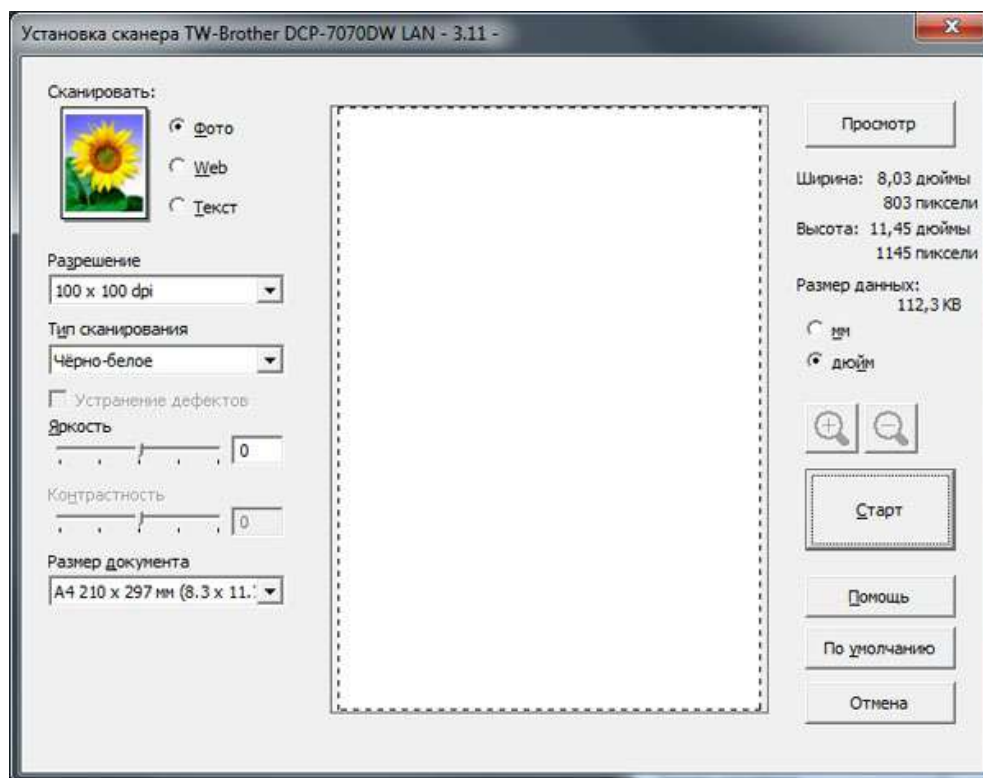 Установка сканера TW-Brother DCP-7070DW LAN - 3.11 -
Сканировать:
Фото
Web
Текст
Разрешение
100 x 100 dpi
Тип сканирования
Чёрно-белое
Устранение дефектов
Яркость
0
Контрастность
0
Размер документа
A4 210 x 297 мм (8.3 x 11.
Просмотр
Ширина: 8,03 дюймы
803 пиксели
Высота: 11,45 дюймы
1145 пиксели
Размер данных:
112,3 KB
мм
дюйм
Старт
Помощь
По умолчанию
Отмена